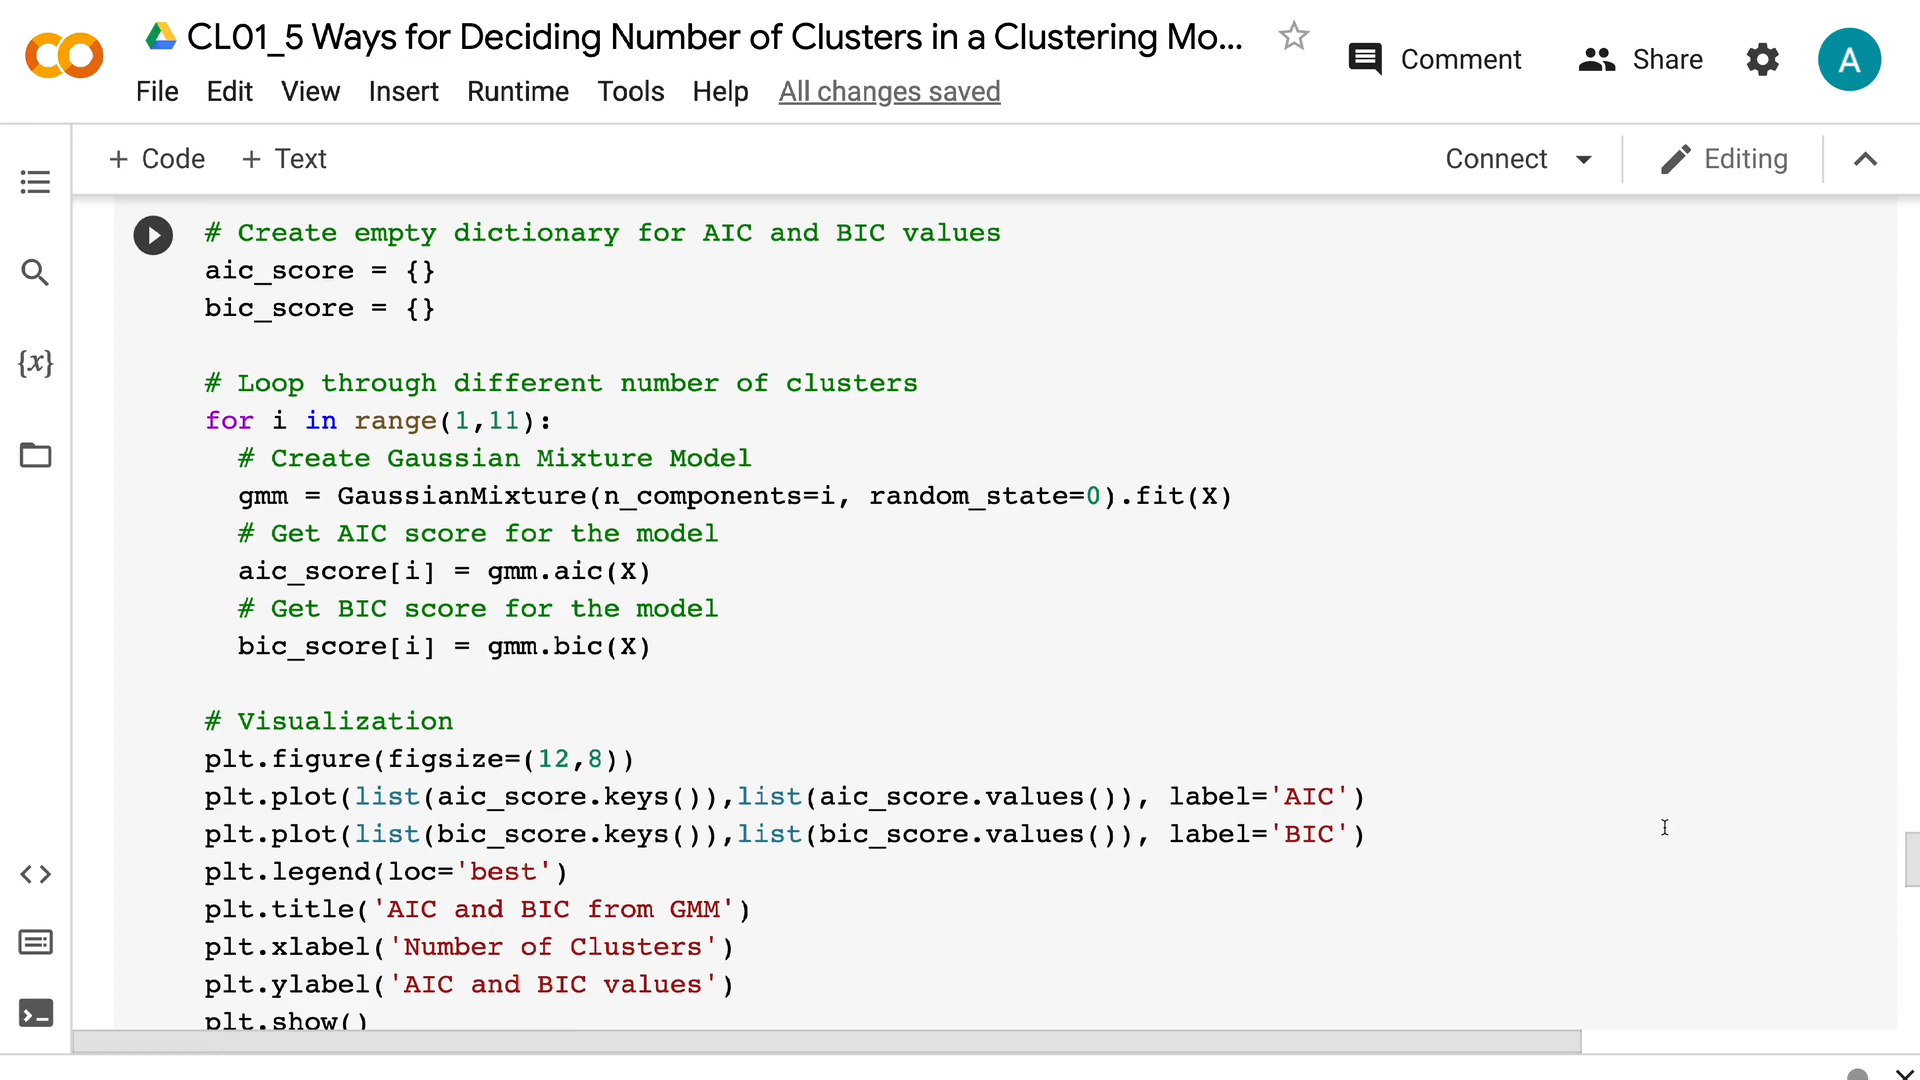 CL01_5 Ways for Deciding Number of Clusters in a Clustering Mo...
Comment
Share
A
File Edit View Insert Runtime Tools Help All changes saved
+ Code + Text
Connect
Editing
{x}
# Create empty dictionary for AIC and BIC values
aic_score = {}
bic_score = {}
# Loop through different number of clusters
for i in range(1,11):
# Create Gaussian Mixture Model
gmm = GaussianMixture(n_components=i, random_state=0).fit(X)
# Get AIC score for the model
aic_score[i] = gmm.aic(X)
# Get BIC score for the model
bic_score[i] = gmm.bic(X)
# Visualization
plt.figure(figsize=(12,8))
plt.plot(list(aic_score.keys()),list(aic_score.values()), label='AIC')
plt.plot(list(bic_score.keys()),list(bic_score.values()), label='BIC')
plt.legend(loc='best')
plt.title('AIC and BIC from GMM')
plt.xlabel('Number of Clusters')
plt.ylabel('AIC and BIC values')
plt.show()